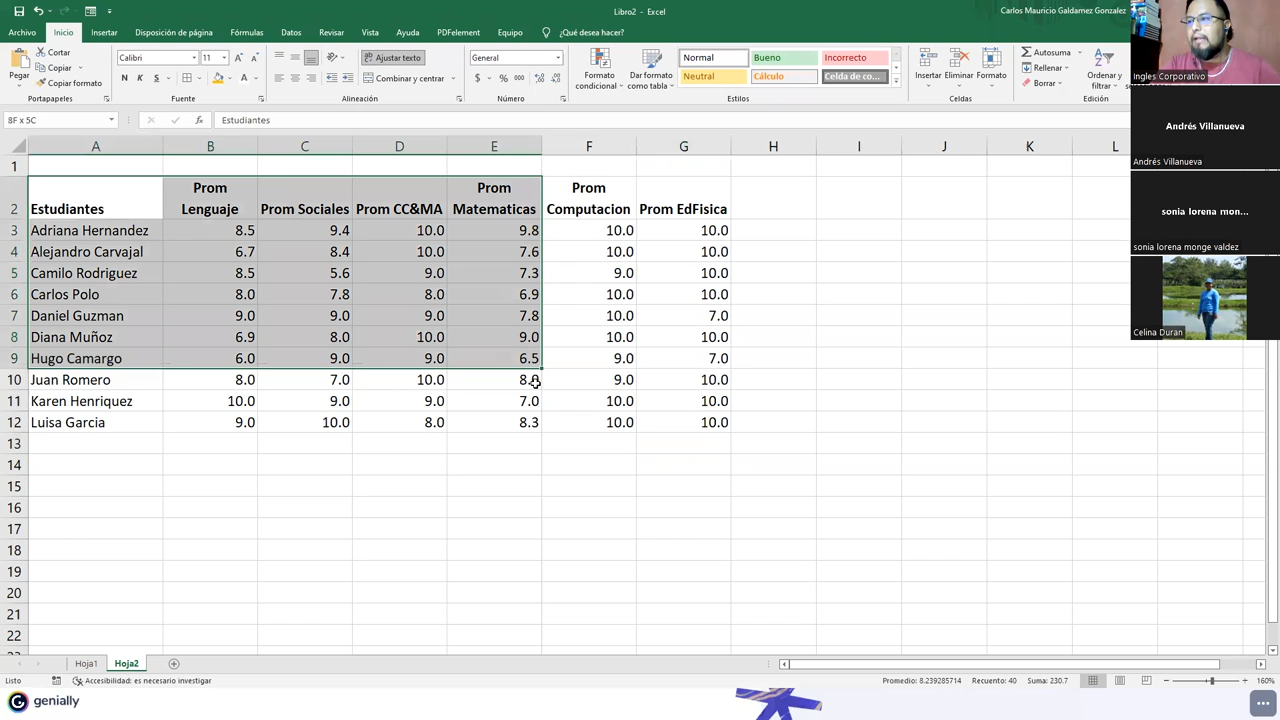 Libro2 - Excel
Carlos Mauricio Galdamez Gonzalez
Archivo Inicio Insertar Disposición de página Fórmulas Datos Revisar Vista Ayuda PDFelement Equipo ¿Qué desea hacer?
Pegar
Cortar
Copiar
Portapapeles
Calibri 11
N K S
Fuente
Ajustar texto
Combinar y centrar
Alineación
General
$ % 000
Número
Formato condicional
Dar formato como tabla
Normal Bueno Incorrecto
Neutral Cálculo Celda de co...
Estilos
Insertar Eliminar Formato
Celdas
Autosuma
Rellenar
Borrar
Ordenar y
Edición
8F x 5C
fx
Estudiantes
A B C D E F G H I J K L
1
2 Estudiantes Prom Lenguaje Prom Sociales Prom CC&MA Prom Matematicas Prom Computacion Prom EdFisica
3 Adriana Hernandez 8.5 9.4 10.0 9.8 10.0 10.0
4 Alejandro Carvajal 6.7 8.4 10.0 7.6 10.0 10.0
5 Camilo Rodriguez 8.5 5.6 9.0 7.3 9.0 10.0
6 Carlos Polo 8.0 7.8 8.0 6.9 10.0 10.0
7 Daniel Guzman 9.0 9.0 9.0 7.8 10.0 7.0
8 Diana Muñoz 6.9 8.0 10.0 9.0 10.0 10.0
9 Hugo Camargo 6.0 9.0 9.0 6.5 9.0 7.0
10 Juan Romero 8.0 7.0 10.0 9.0 10.0
11 Karen Henriquez 10.0 9.0 9.0 7.0 10.0 10.0
12 Luisa Garcia 9.0 10.0 8.0 8.3 10.0 10.0
13
14
15
16
17
18
19
20
21
22
Hoja1 Hoja2
Listo Accesibilidad: es necesario investigar Promedio: 8.239285714 Recuento: 40 Suma: 230.7 160%
genially
Ingles Corporativo
Andrés Villanueva
Andrés Villanueva
sonia lorena mon...
sonia lorena monge valdez
Celina Duran